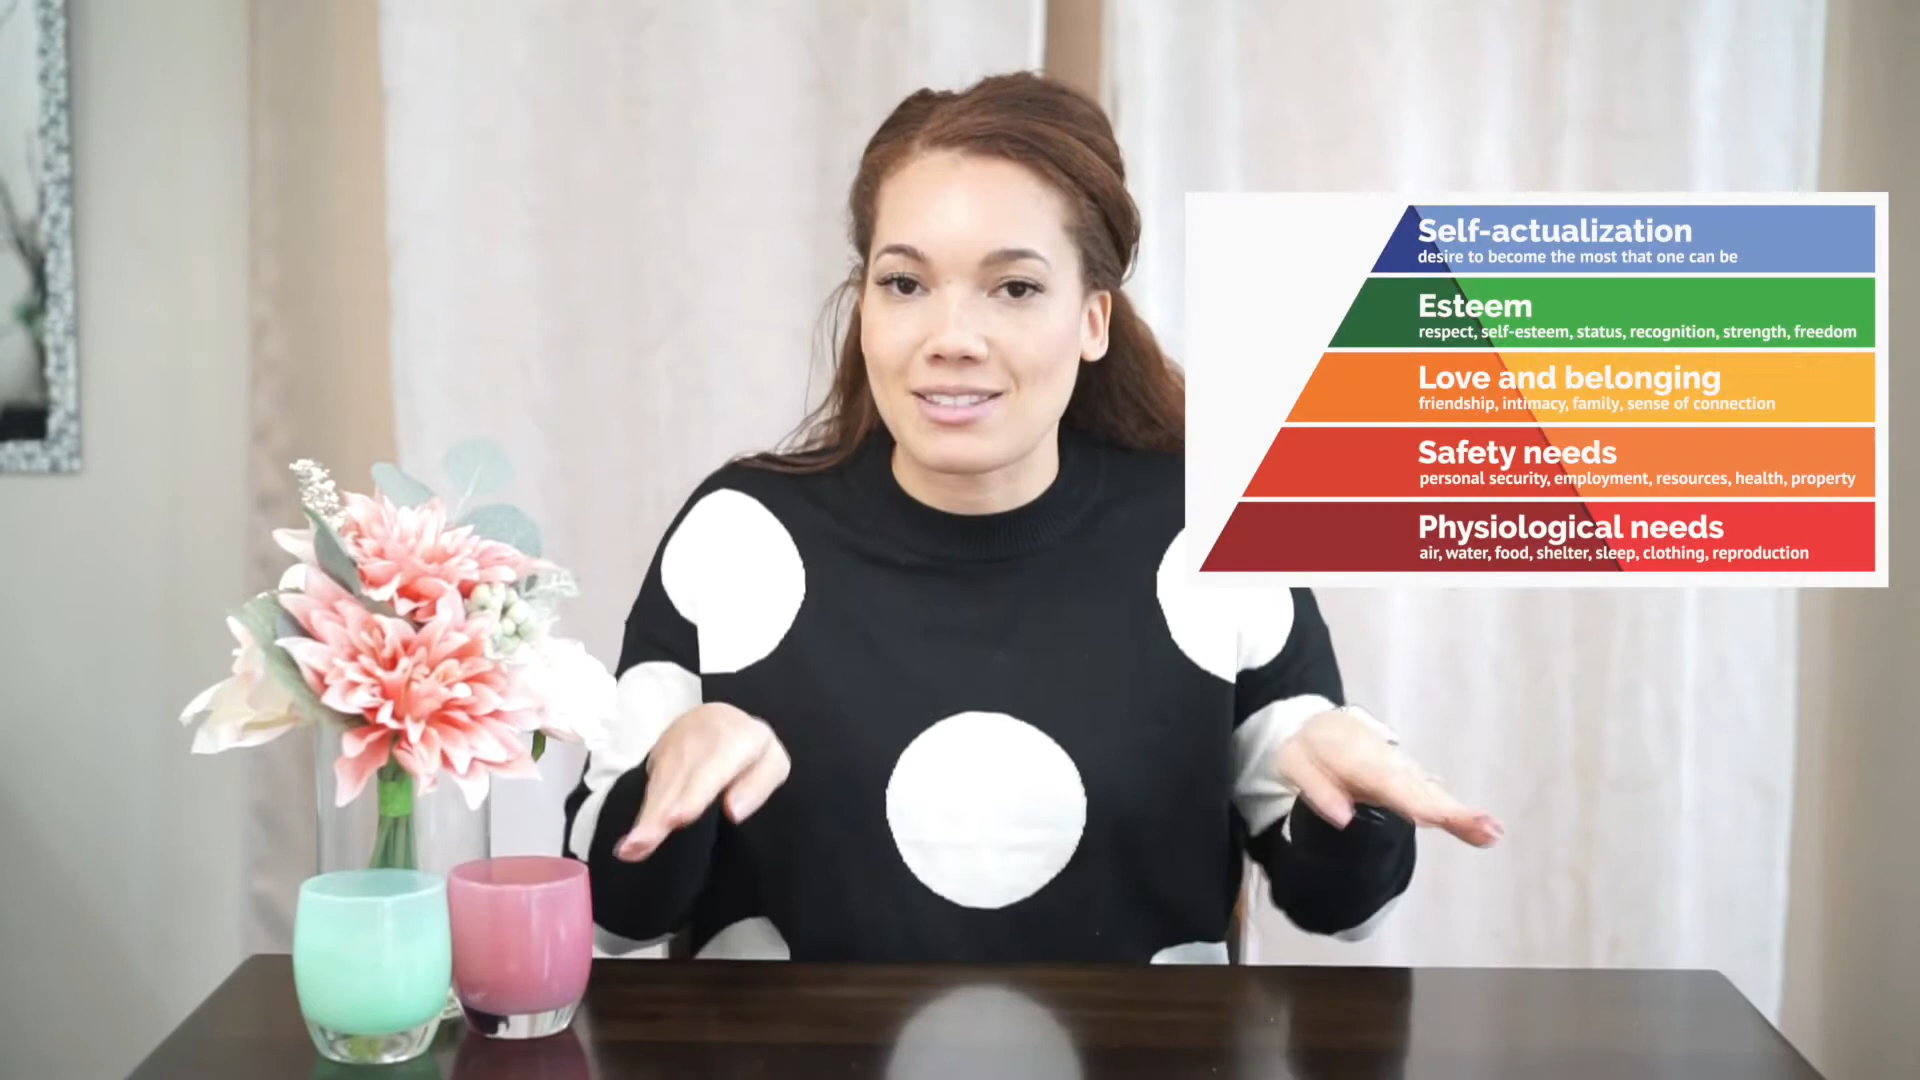 Self-actualization
desire to become the most that one can be
Esteem
respect, self-esteem, status, recognition, strength, freedom
Love and belonging
friendship, intimacy, family, sense of connection
Safety needs
personal security, employment, resources, health, property
Physiological needs
air, water, food, shelter, sleep, clothing, reproduction